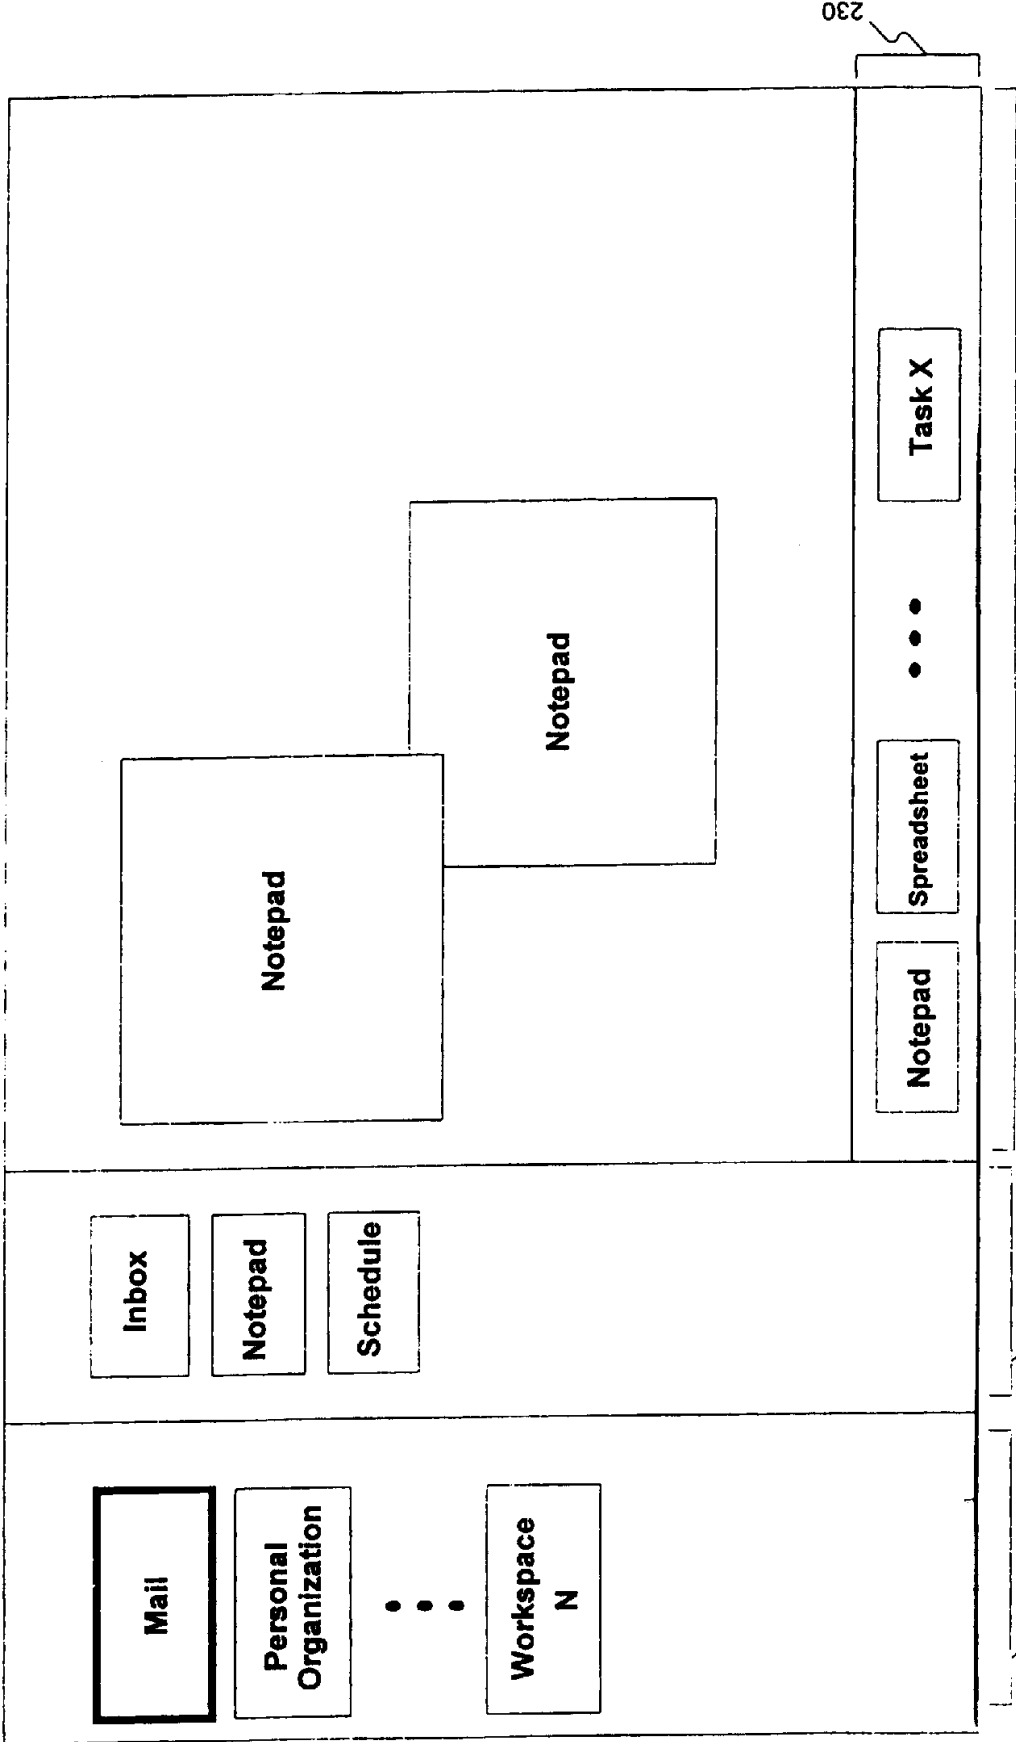 Mail
Personal
Organization
Workspace
N
Inbox
Notepad
Schedule
Notepad
Notepad
Notepad
Spreadsheet
Task X
230